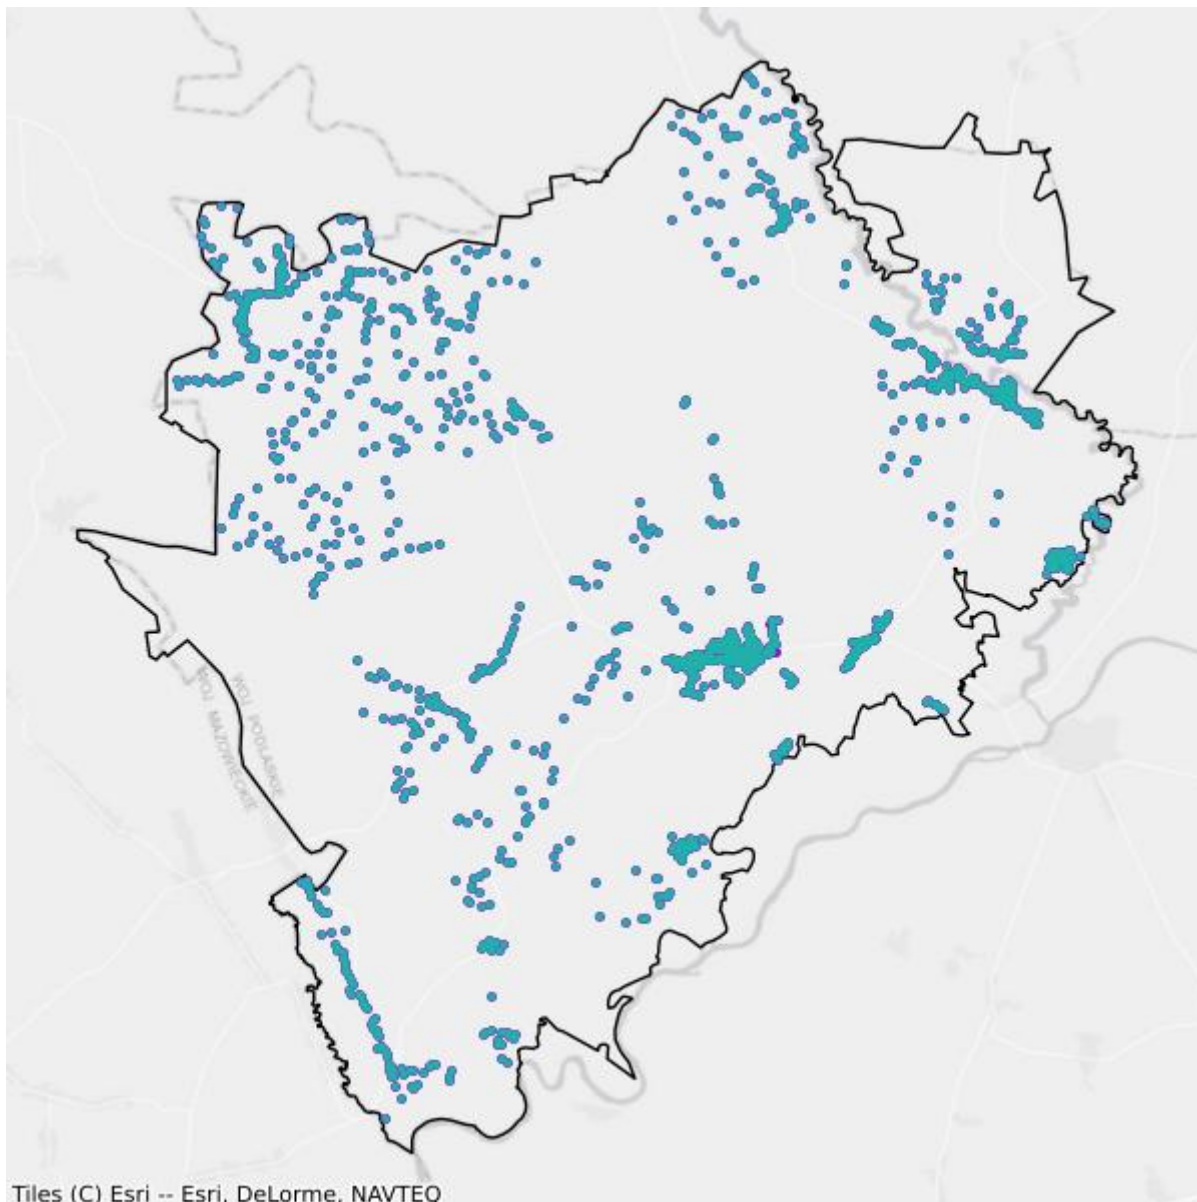 WOJ. PODLASKIE
WOJ. MAZOWIECKIE
Tiles (C) Esri -- Esri, DeLorme, NAVTEQ